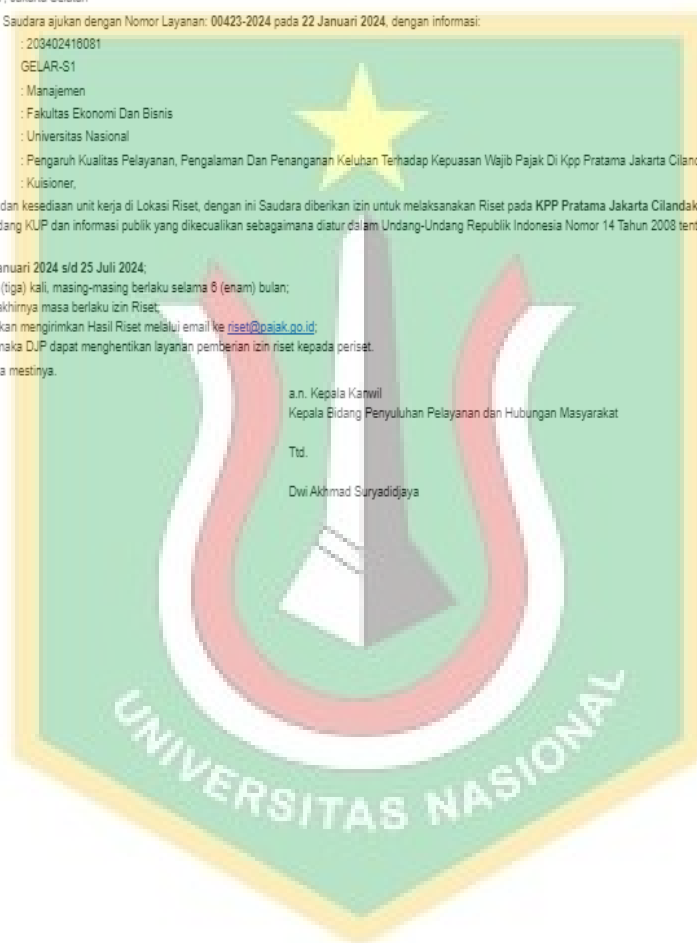 , Jakarta Selatan
Saudara ajukan dengan Nomor Layanan: 00423-2024 pada 22 Januari 2024, dengan informasi:
: 203402416081
GELAR-S1
: Manajemen
: Fakultas Ekonomi Dan Bisnis
: Universitas Nasional
: Pengaruh Kualitas Pelayanan, Pengalaman Dan Penanganan Keluhan Terhadap Kepuasan Wajib Pajak Di Kpp Pratama Jakarta Ciland
: Kuisioner,
dan kesediaan unit kerja di Lokasi Riset, dengan ini Saudara diberikan izin untuk melaksanakan Riset pada KPP Pratama Jakarta Cilandak
dang KUP dan informasi publik yang dikecualikan sebagaimana diatur dalam Undang-Undang Republik Indonesia Nomor 14 Tahun 2008 tent
anuari 2024 s/d 25 Juli 2024;
(tiga) kali, masing-masing berlaku selama 6 (enam) bulan;
akhirnya masa berlaku izin Riset;
kan mengirimkan Hasil Riset melalui email ke riset@pajak.go.id;
maka DJP dapat menghentikan layanan pemberian izin riset kepada periset.
a mestinya.
a.n. Kepala Kanwil
Kepala Bidang Penyuluhan Pelayanan dan Hubungan Masyarakat
Ttd.
Dwi Akhmad Suryadidjaya
UNIVERSITAS NASIONAL